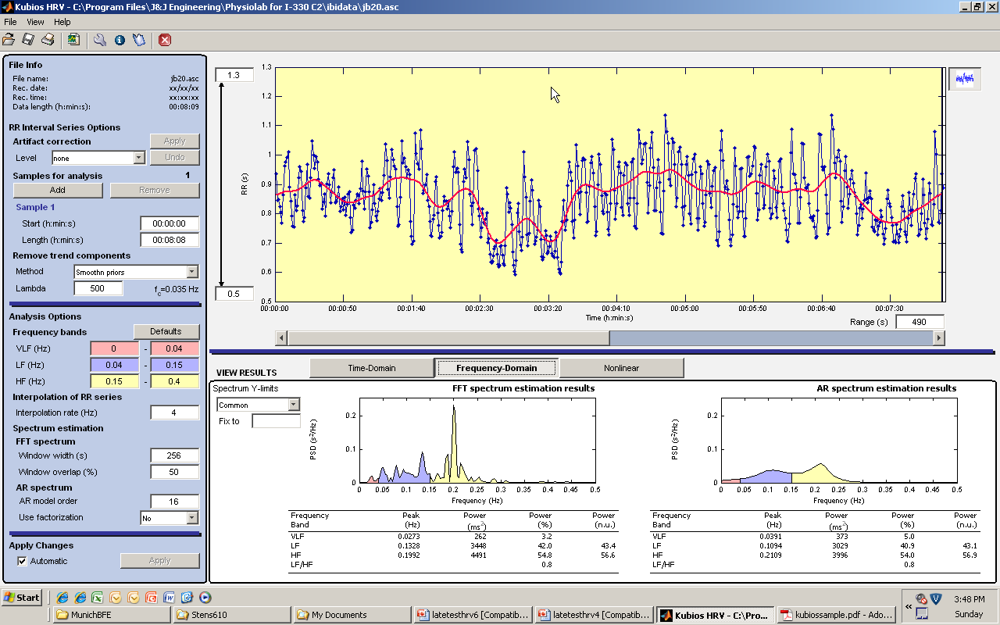 Kubios HRV - C:\Program Files\J&J Engineering\Physiolab for I-330 C2\ibidata\jb20.asc
File View Help
File Info
File name: jb20.asc
Rec. date: xx/xx/xx
Rec. time: xx:xx:xx
Data length (h:min:s): 00:08:09
RR Interval Series Options
Artifact correction Apply
Level none Undo
Samples for analysis 1
Add Remove
Sample 1
Start (h:min:s) 00:00:00
Length (h:min:s) 00:08:08
Remove trend components
Method Smoothn priors
Lambda 500 fc=0.035 Hz
Analysis Options
Frequency bands Defaults
VLF (Hz) 0 - 0.04
LF (Hz) 0.04 - 0.15
HF (Hz) 0.15 - 0.4
Interpolation of RR series
Interpolation rate (Hz) 4
Spectrum estimation
FFT spectrum
Window width (s) 256
Window overlap (%) 50
AR spectrum
AR model order 16
Use factorization No
Apply Changes
Automatic Apply
1.3
0.5
RR (s)
1.3
1.2
1.1
1
0.9
0.8
0.7
0.6
0.5
00:00:00 00:00:50 00:01:40 00:02:30 00:03:20 00:04:10 00:05:00 00:05:50 00:06:40 00:07:30
Time (h:min:s)
Range (s) 490
VIEW RESULTS Time-Domain Frequency-Domain Nonlinear
Spectrum Y-limits
Common
Fix to
FFT spectrum estimation results
PSD (s²/Hz)
0.2
0.1
0
0 0.05 0.1 0.15 0.2 0.25 0.3 0.35 0.4 0.45 0.5
Frequency (Hz)
Frequency Band Peak (Hz) Power (ms²) Power (%) Power (n.u.)
VLF 0.0273 262 3.2
LF 0.1328 3448 42.0 43.4
HF 0.1992 4491 54.8 56.6
LF/HF 0.8
AR spectrum estimation results
PSD (s²/Hz)
0.2
0.1
0
0 0.05 0.1 0.15 0.2 0.25 0.3 0.35 0.4 0.45 0.5
Frequency (Hz)
Frequency Band Peak (Hz) Power (ms²) Power (%) Power (n.u.)
VLF 0.0391 373 5.0
LF 0.1094 3029 40.9 43.1
HF 0.2109 3996 54.0 56.9
LF/HF 0.8
Start
3:48 PM
Sunday
MunichBFE Stens610 My Documents latetesthrv6 [Compatib... latetesthrv4 [Compatib... Kubios HRV - C:\Pro... kubiossample.pdf - Ado...